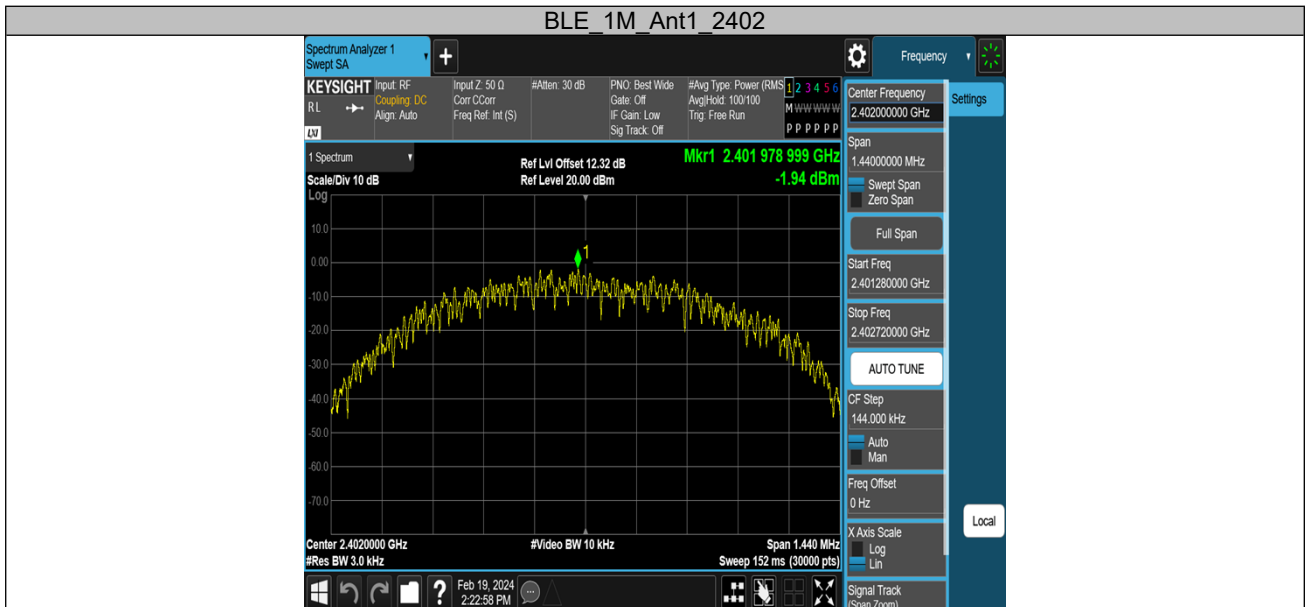 BLE_1M_Ant1_2402
Spectrum Analyzer 1
Swept SA
+
Frequency
KEYSIGHT
RL
LXI
Input: RF
Coupling: DC
Align: Auto
Input Z: 50 Ω
Corr CCorr
Freq Ref: Int (S)
#Atten: 30 dB
PNO: Best Wide
Gate: Off
IF Gain: Low
Sig Track: Off
#Avg Type: Power (RMS
Avg|Hold: 100/100
Trig: Free Run
1 2 3 4 5 6
M W W W W W
P P P P P P
1 Spectrum
Scale/Div 10 dB
Ref Lvl Offset 12.32 dB
Ref Level 20.00 dBm
Mkr1 2.401 978 999 GHz
-1.94 dBm
Log
10.0
0.00
-10.0
-20.0
-30.0
-40.0
-50.0
-60.0
-70.0
1
Center 2.4020000 GHz
#Res BW 3.0 kHz
#Video BW 10 kHz
Span 1.440 MHz
Sweep 152 ms (30000 pts)
Feb 19, 2024
2:22:58 PM
?
Center Frequency
2.402000000 GHz
Settings
Span
1.44000000 MHz
Swept Span
Zero Span
Full Span
Start Freq
2.401280000 GHz
Stop Freq
2.402720000 GHz
AUTO TUNE
CF Step
144.000 kHz
Auto
Man
Freq Offset
0 Hz
X Axis Scale
Log
Lin
Local
Signal Track
(Span Zoom)